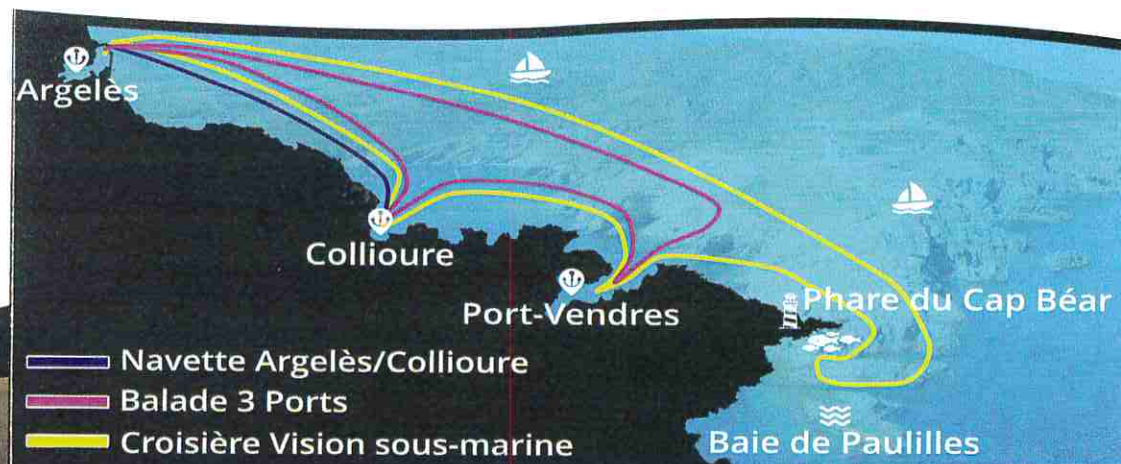 Argelès
Collioure
Port-Vendres
Phare du Cap Béar
Navette Argelès/Collioure
Balade 3 Ports
Croisière Vision sous-marine
Baie de Paulilles